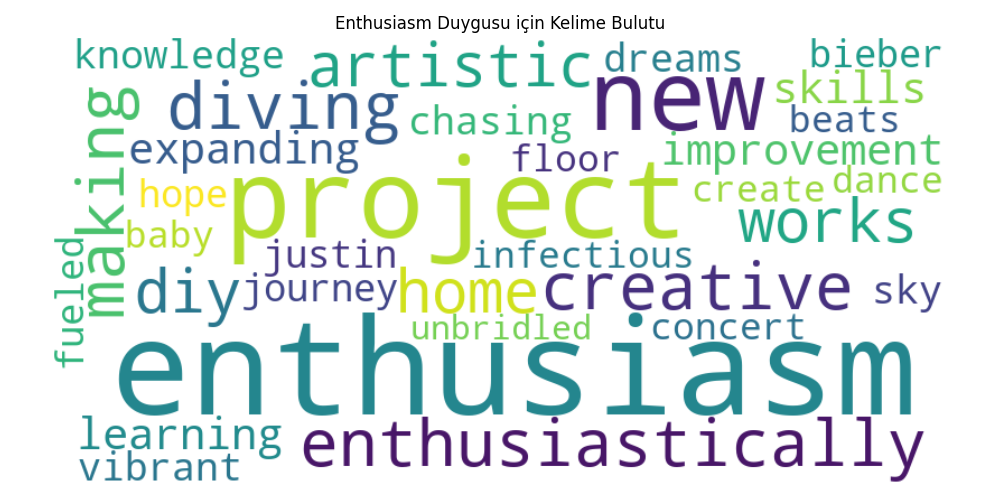 Enthusiasm Duygusu için Kelime Bulutu
knowledge
artistic
dreams
bieber
making
diving
new
skills
chasing
beats
expanding
floor
improvement
hope
project
create
dance
baby
works
fueled
justin
infectious
diy
journey
home
creative
sky
unbridled
concert
enthusiasm
learning
enthusiastically
vibrant